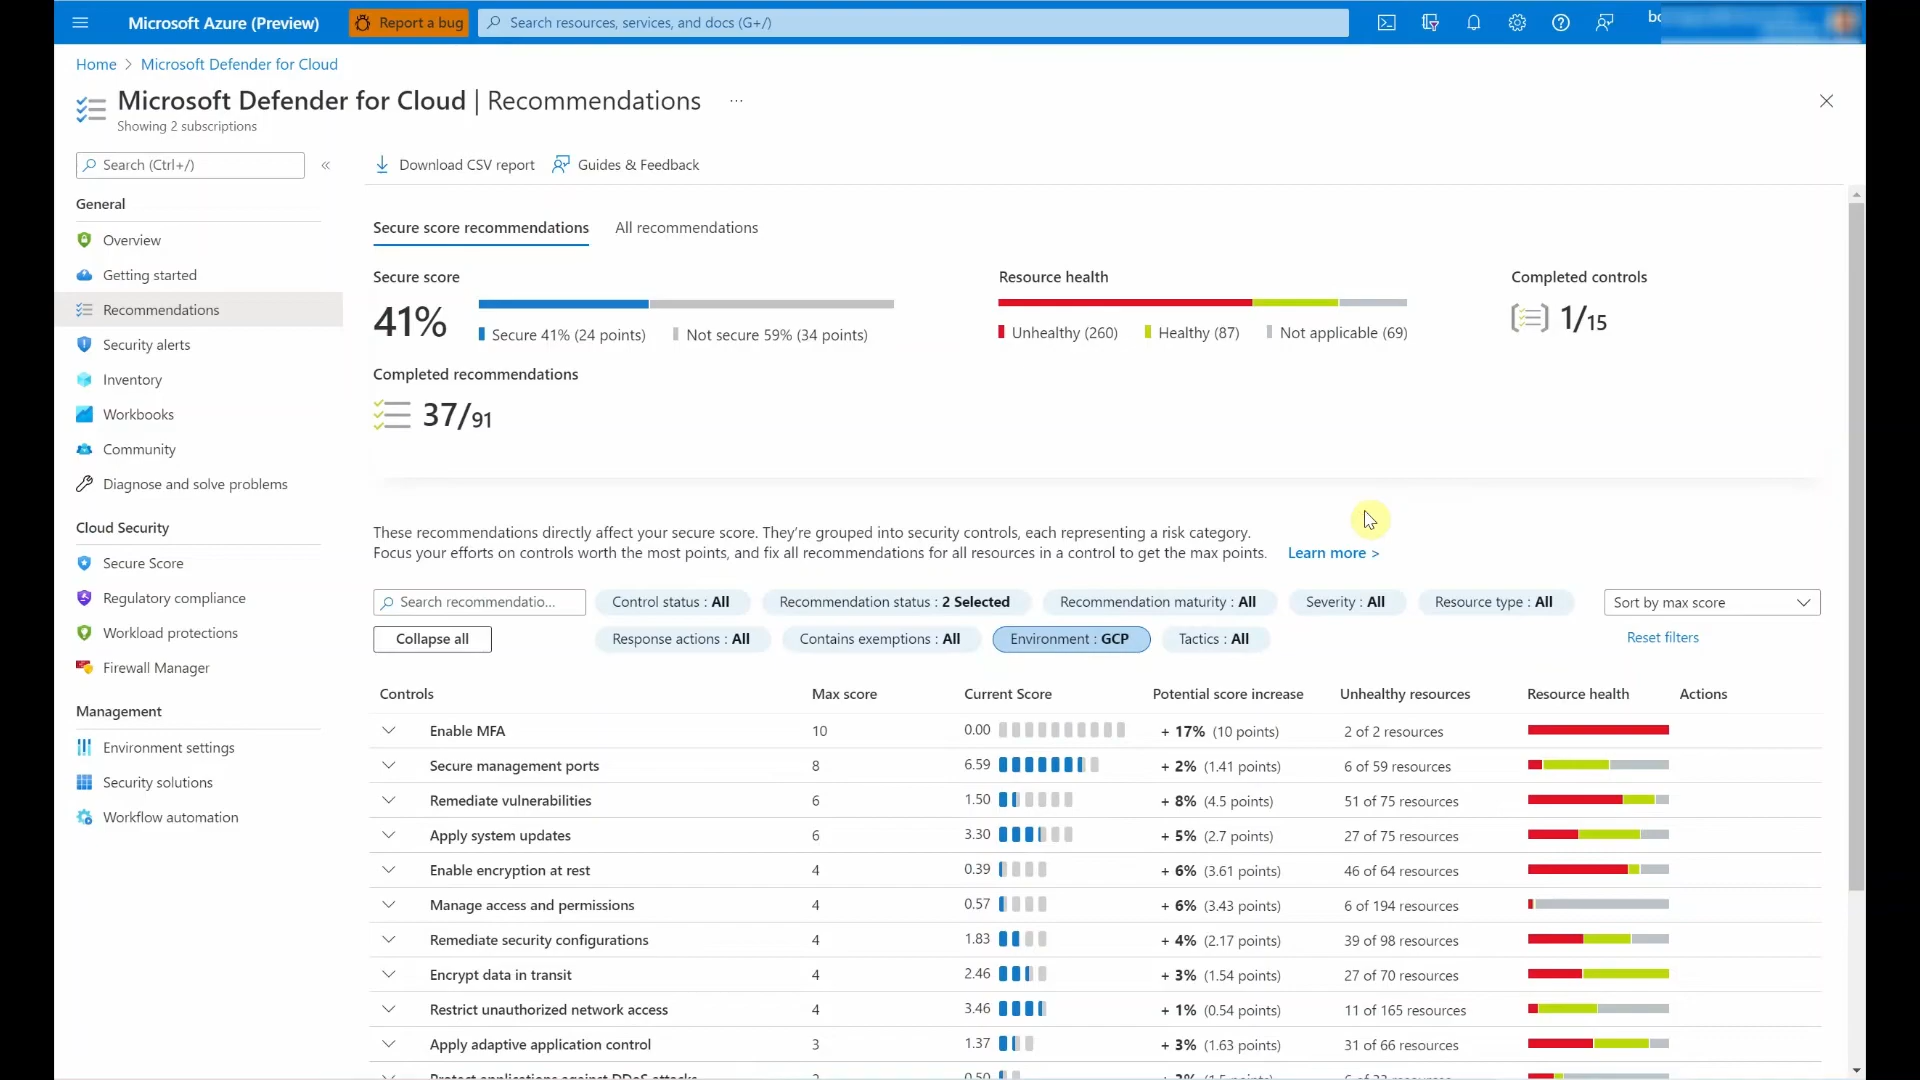 Microsoft Azure (Preview)
Report a bug
Search resources, services, and docs (G+/)
Home > Microsoft Defender for Cloud
Microsoft Defender for Cloud | Recommendations ...
Showing 2 subscriptions
Search (Ctrl+/)
«
Download CSV report
Guides & Feedback
General
Overview
Getting started
Recommendations
Security alerts
Inventory
Workbooks
Community
Diagnose and solve problems
Cloud Security
Secure Score
Regulatory compliance
Workload protections
Firewall Manager
Management
Environment settings
Security solutions
Workflow automation
Secure score recommendations
All recommendations
Secure score
41%
Secure 41% (24 points)
Not secure 59% (34 points)
Resource health
Unhealthy (260)
Healthy (87)
Not applicable (69)
Completed controls
1/15
Completed recommendations
37/91
These recommendations directly affect your secure score. They're grouped into security controls, each representing a risk category.
Focus your efforts on controls worth the most points, and fix all recommendations for all resources in a control to get the max points. Learn more >
Search recommendatio...
Control status : All
Recommendation status : 2 Selected
Recommendation maturity : All
Severity : All
Resource type : All
Sort by max score
Collapse all
Response actions : All
Contains exemptions : All
Environment : GCP
Tactics : All
Reset filters
Controls Max score Current Score Potential score increase Unhealthy resources Resource health Actions
Enable MFA 10 0.00 + 17% (10 points) 2 of 2 resources
Secure management ports 8 6.59 + 2% (1.41 points) 6 of 59 resources
Remediate vulnerabilities 6 1.50 + 8% (4.5 points) 51 of 75 resources
Apply system updates 6 3.30 + 5% (2.7 points) 27 of 75 resources
Enable encryption at rest 4 0.39 + 6% (3.61 points) 46 of 64 resources
Manage access and permissions 4 0.57 + 6% (3.43 points) 6 of 194 resources
Remediate security configurations 4 1.83 + 4% (2.17 points) 39 of 98 resources
Encrypt data in transit 4 2.46 + 3% (1.54 points) 27 of 70 resources
Restrict unauthorized network access 4 3.46 + 1% (0.54 points) 11 of 165 resources
Apply adaptive application control 3 1.37 + 3% (1.63 points) 31 of 66 resources
Protect applications against DDoS attacks